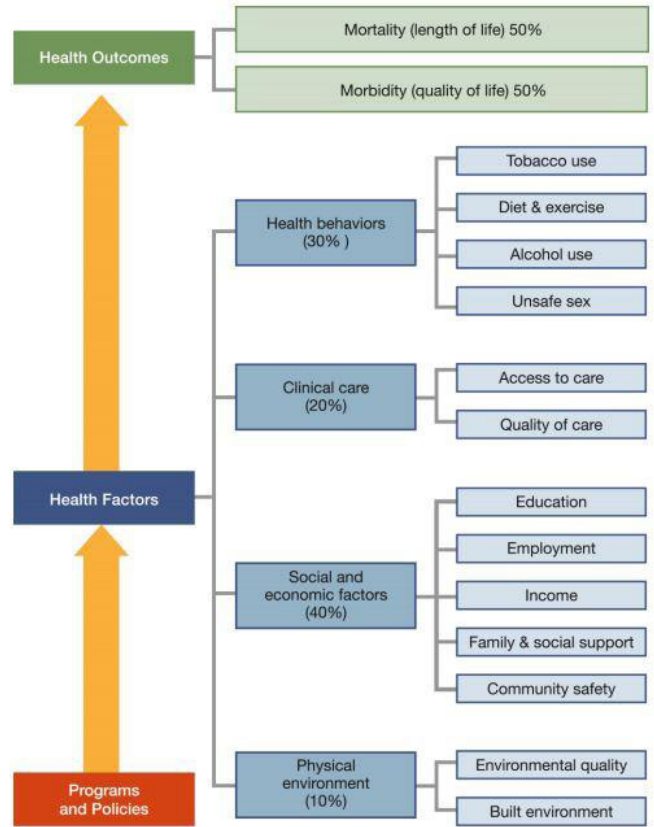 Health Outcomes
Mortality (length of life) 50%
Morbidity (quality of life) 50%
Health Factors
Health behaviors
(30% )
Tobacco use
Diet & exercise
Alcohol use
Unsafe sex
Clinical care
(20%)
Access to care
Quality of care
Social and
economic factors
(40%)
Education
Employment
Income
Family & social support
Community safety
Physical
environment
(10%)
Environmental quality
Built environment
Programs
and Policies